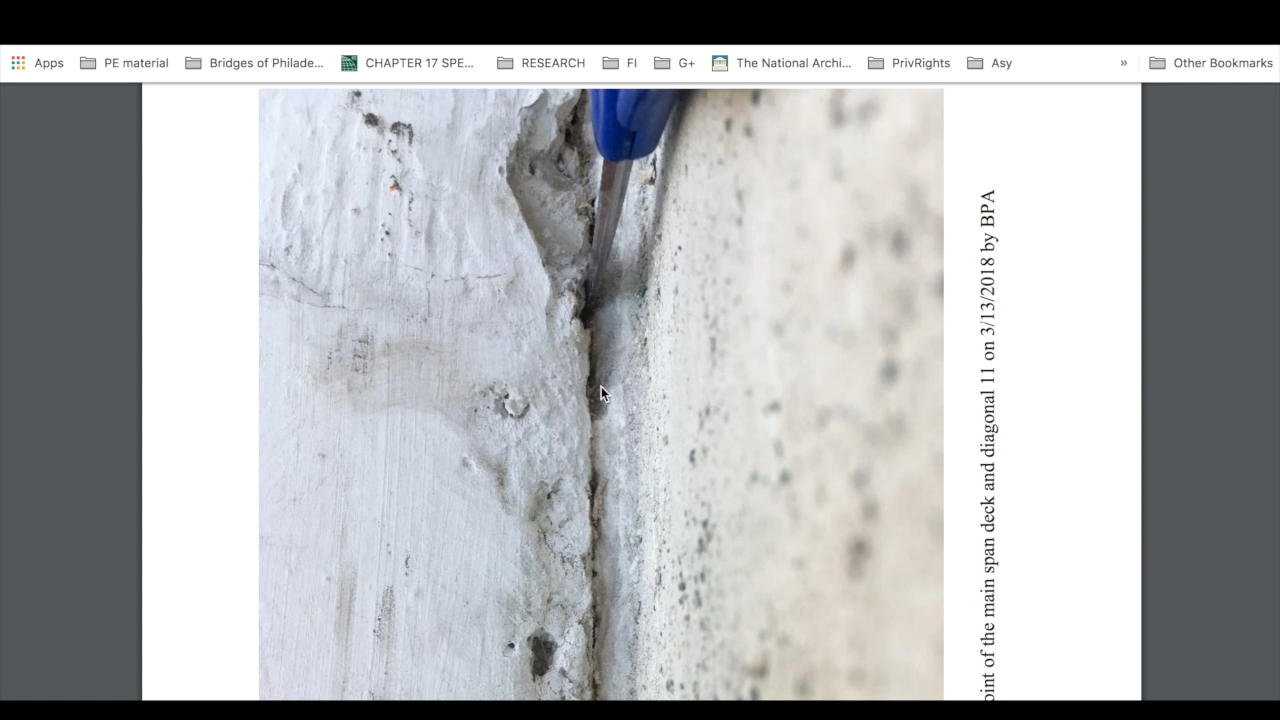 Apps
PE material
Bridges of Philade...
CHAPTER 17 SPE...
RESEARCH
FI
G+
The National Archi...
PrivRights
Asy
»
Other Bookmarks
oint of the main span deck and diagonal 11 on 3/13/2018 by BPA